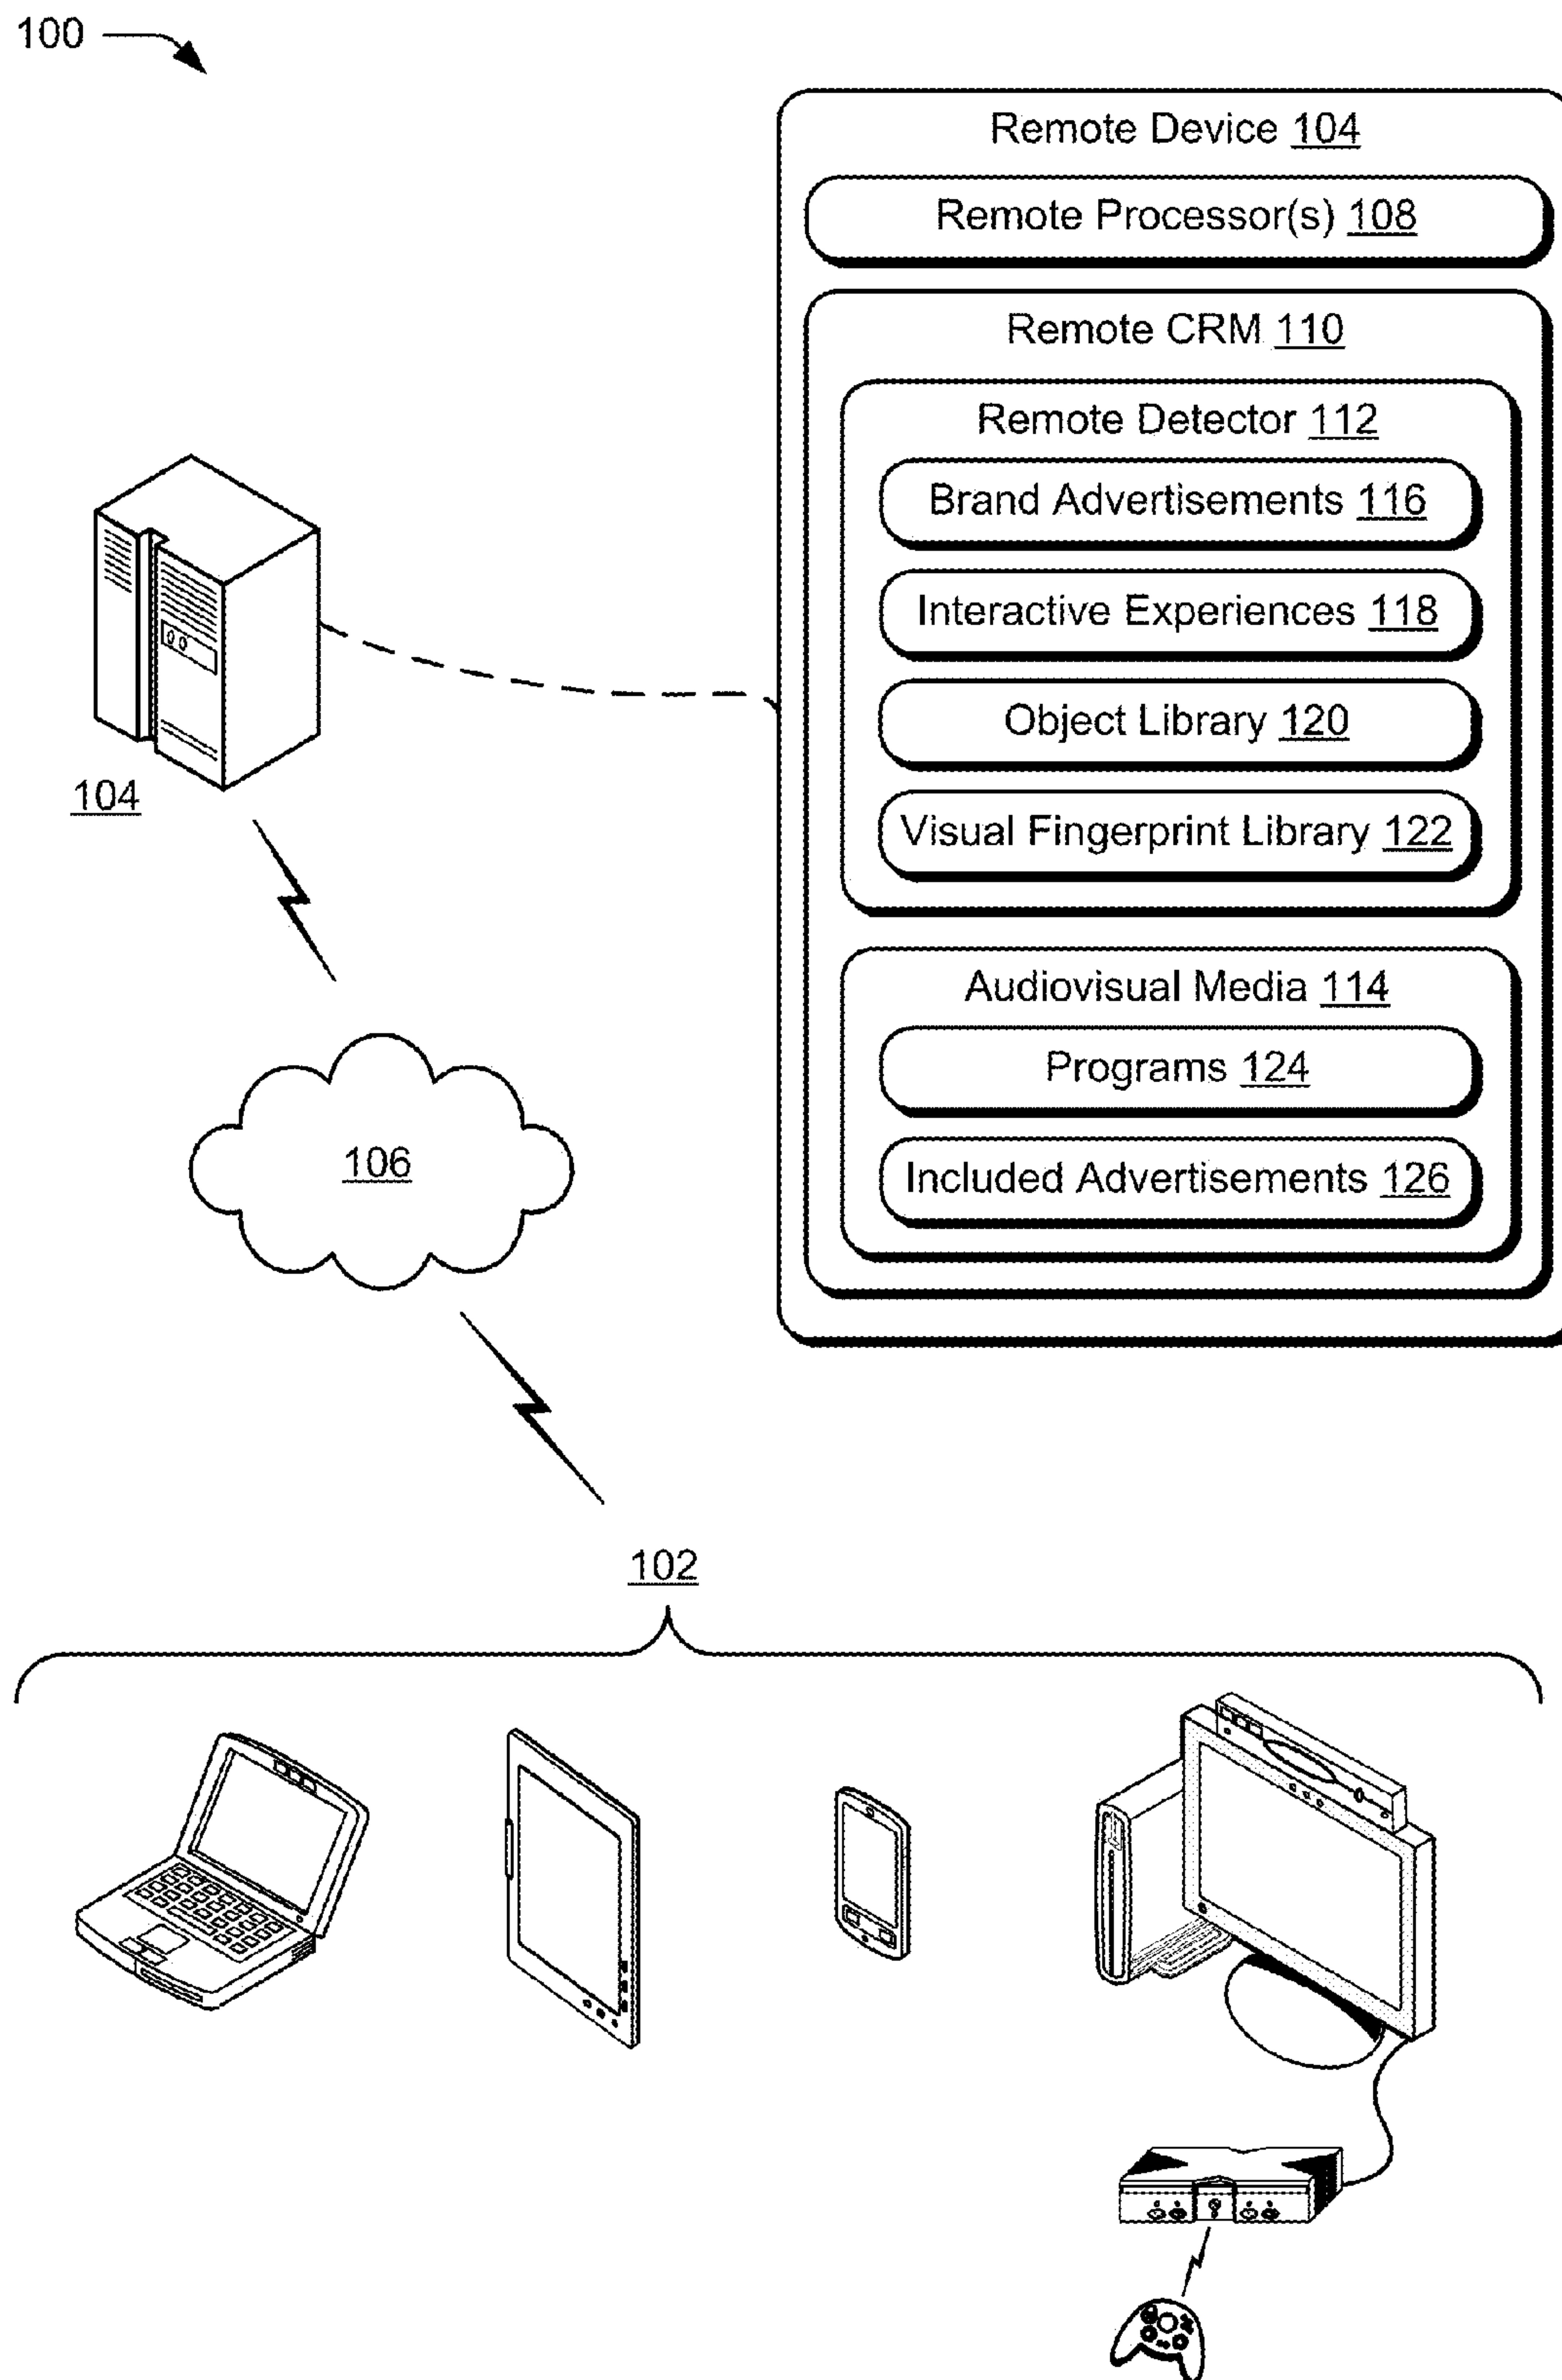 100
Remote Device 104
Remote Processor(s) 108
Remote CRM 110
Remote Detector 112
Brand Advertisements 116
Interactive Experiences 118
Object Library 120
Visual Fingerprint Library 122
Audiovisual Media 114
Programs 124
Included Advertisements 126
104
106
102